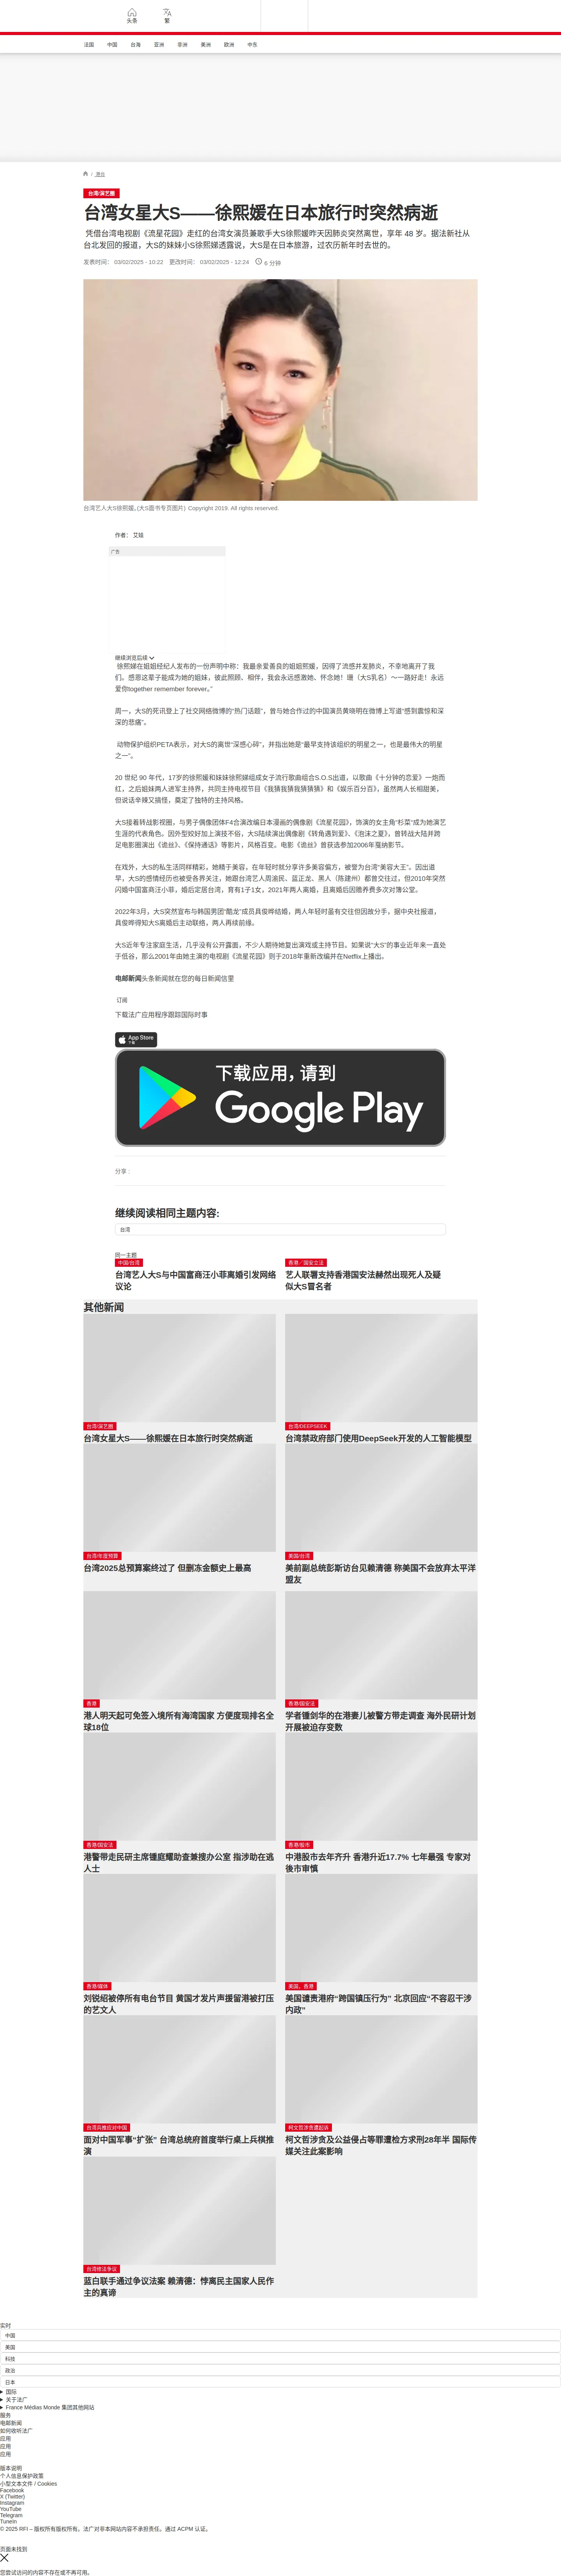 头条
繁
法国
中国
台海
亚洲
非洲
美洲
欧洲
中东
/ 港台
台湾/演艺圈
台湾女星大S——徐熙媛在日本旅行时突然病逝
凭借台湾电视剧《流星花园》走红的台湾女演员兼歌手大S徐熙媛昨天因肺炎突然离世，享年 48 岁。据法新社从
台北发回的报道，大S的妹妹小S徐熙娣透露说，大S是在日本旅游，过农历新年时去世的。
发表时间： 03/02/2025 - 10:22 更改时间： 03/02/2025 - 12:24 6 分钟
台湾艺人大S徐熙媛｡(大S面书专页图片) Copyright 2019. All rights reserved.
作者： 艾娃
广告
继续浏览后续
徐熙娣在姐姐经纪人发布的一份声明中称：我最亲爱善良的姐姐熙媛，因得了流感并发肺炎，不幸地离开了我
们。感恩这辈子能成为她的姐妹，彼此照顾、相伴，我会永远感激她、怀念她！珊（大S乳名）～一路好走！永远
爱你together remember forever。”
周一，大S的死讯登上了社交网络微博的“热门话题”，曾与她合作过的中国演员黄晓明在微博上写道“感到震惊和深
深的悲痛”。
动物保护组织PETA表示，对大S的离世“深感心碎”，并指出她是“最早支持该组织的明星之一，也是最伟大的明星
之一”。
20 世纪 90 年代，17岁的徐熙媛和妹妹徐熙娣组成女子流行歌曲组合S.O.S出道，以歌曲《十分钟的恋爱》一炮而
红，之后姐妹两人进军主持界，共同主持电视节目《我猜我猜我猜猜猜》和《娱乐百分百》，虽然两人长相甜美，
但说话辛辣又搞怪，奠定了独特的主持风格。
大S接著转战影视圈，与男子偶像团体F4合演改编日本漫画的偶像剧《流星花园》，饰演的女主角“杉菜”成为她演艺
生涯的代表角色。因外型姣好加上演技不俗，大S陆续演出偶像剧《转角遇到爱》、《泡沫之夏》，曾转战大陆并跨
足电影圈演出《诡丝》、《保持通话》等影片，风格百变。电影《诡丝》曾获选参加2006年戛纳影节。
在戏外，大S的私生活同样精彩，她精于美容，在年轻时就分享许多美容偏方，被誉为台湾“美容大王”。因出道
早，大S的感情经历也被受各界关注，她跟台湾艺人周渝民、蓝正龙、黑人（陈建州）都曾交往过，但2010年突然
闪婚中国富商汪小菲，婚后定居台湾，育有1子1女。2021年两人离婚，且离婚后因赡养费多次对簿公堂。
2022年3月，大S突然宣布与韩国男团“酷龙”成员具俊晔结婚，两人年轻时虽有交往但因故分手，据中央社报道，
具俊晔得知大S离婚后主动联络，两人再续前缘。
大S近年专注家庭生活，几乎没有公开露面，不少人期待她复出演戏或主持节目。如果说“大S”的事业近年来一直处
于低谷，那么2001年由她主演的电视剧《流星花园》则于2018年重新改编并在Netflix上播出。
电邮新闻头条新闻就在您的每日新闻信里
订阅
下载法广应用程序跟踪国际时事
App Store
下载
下载应用，请到
Google Play
分享 :
继续阅读相同主题内容:
台湾
同一主题
中国/台湾
台湾艺人大S与中国富商汪小菲离婚引发网络
议论
香港／国安立法
艺人联署支持香港国安法赫然出现死人及疑
似大S冒名者
其他新闻
台湾/演艺圈
台湾女星大S——徐熙媛在日本旅行时突然病逝
台湾/DEEPSEEK
台湾禁政府部门使用DeepSeek开发的人工智能模型
台湾/年度预算
台湾2025总预算案终过了 但删冻金额史上最高
美国/台湾
美前副总统彭斯访台见赖清德 称美国不会放弃太平洋
盟友
香港
港人明天起可免签入境所有海湾国家 方便度现排名全
球18位
香港/国安法
学者锺剑华的在港妻儿被警方带走调查 海外民研计划
开展被迫存变数
香港/国安法
港警带走民研主席锺庭耀助查兼搜办公室 指涉助在逃
人士
香港/股市
中港股市去年齐升 香港升近17.7% 七年最强 专家对
後市审慎
香港/媒体
刘锐绍被停所有电台节目 黄国才发片声援留港被打压
的艺文人
美国、香港
美国谴责港府“跨国镇压行为” 北京回应“不容忍干涉
内政”
台湾兵推应对中国
面对中国军事“扩张” 台湾总统府首度举行桌上兵棋推
演
柯文哲涉贪遭起诉
柯文哲涉贪及公益侵占等罪遭检方求刑28年半 国际传
媒关注此案影响
台湾修法争议
蓝白联手通过争议法案 赖清德：悖离民主国家人民作
主的真谛
实时
中国
美国
科技
政治
日本
国际
关于法广
France Médias Monde 集团其他网站
服务
电邮新闻
如何收听法广
应用
应用
应用
版本说明
个人信息保护政策
小型文本文件 / Cookies
Facebook
X (Twitter)
Instagram
YouTube
Telegram
TuneIn
© 2025 RFI – 版权所有版权所有。法广对非本网站内容不承担责任。通过 ACPM 认证。
页面未找到
您尝试访问的内容不存在或不再可用。